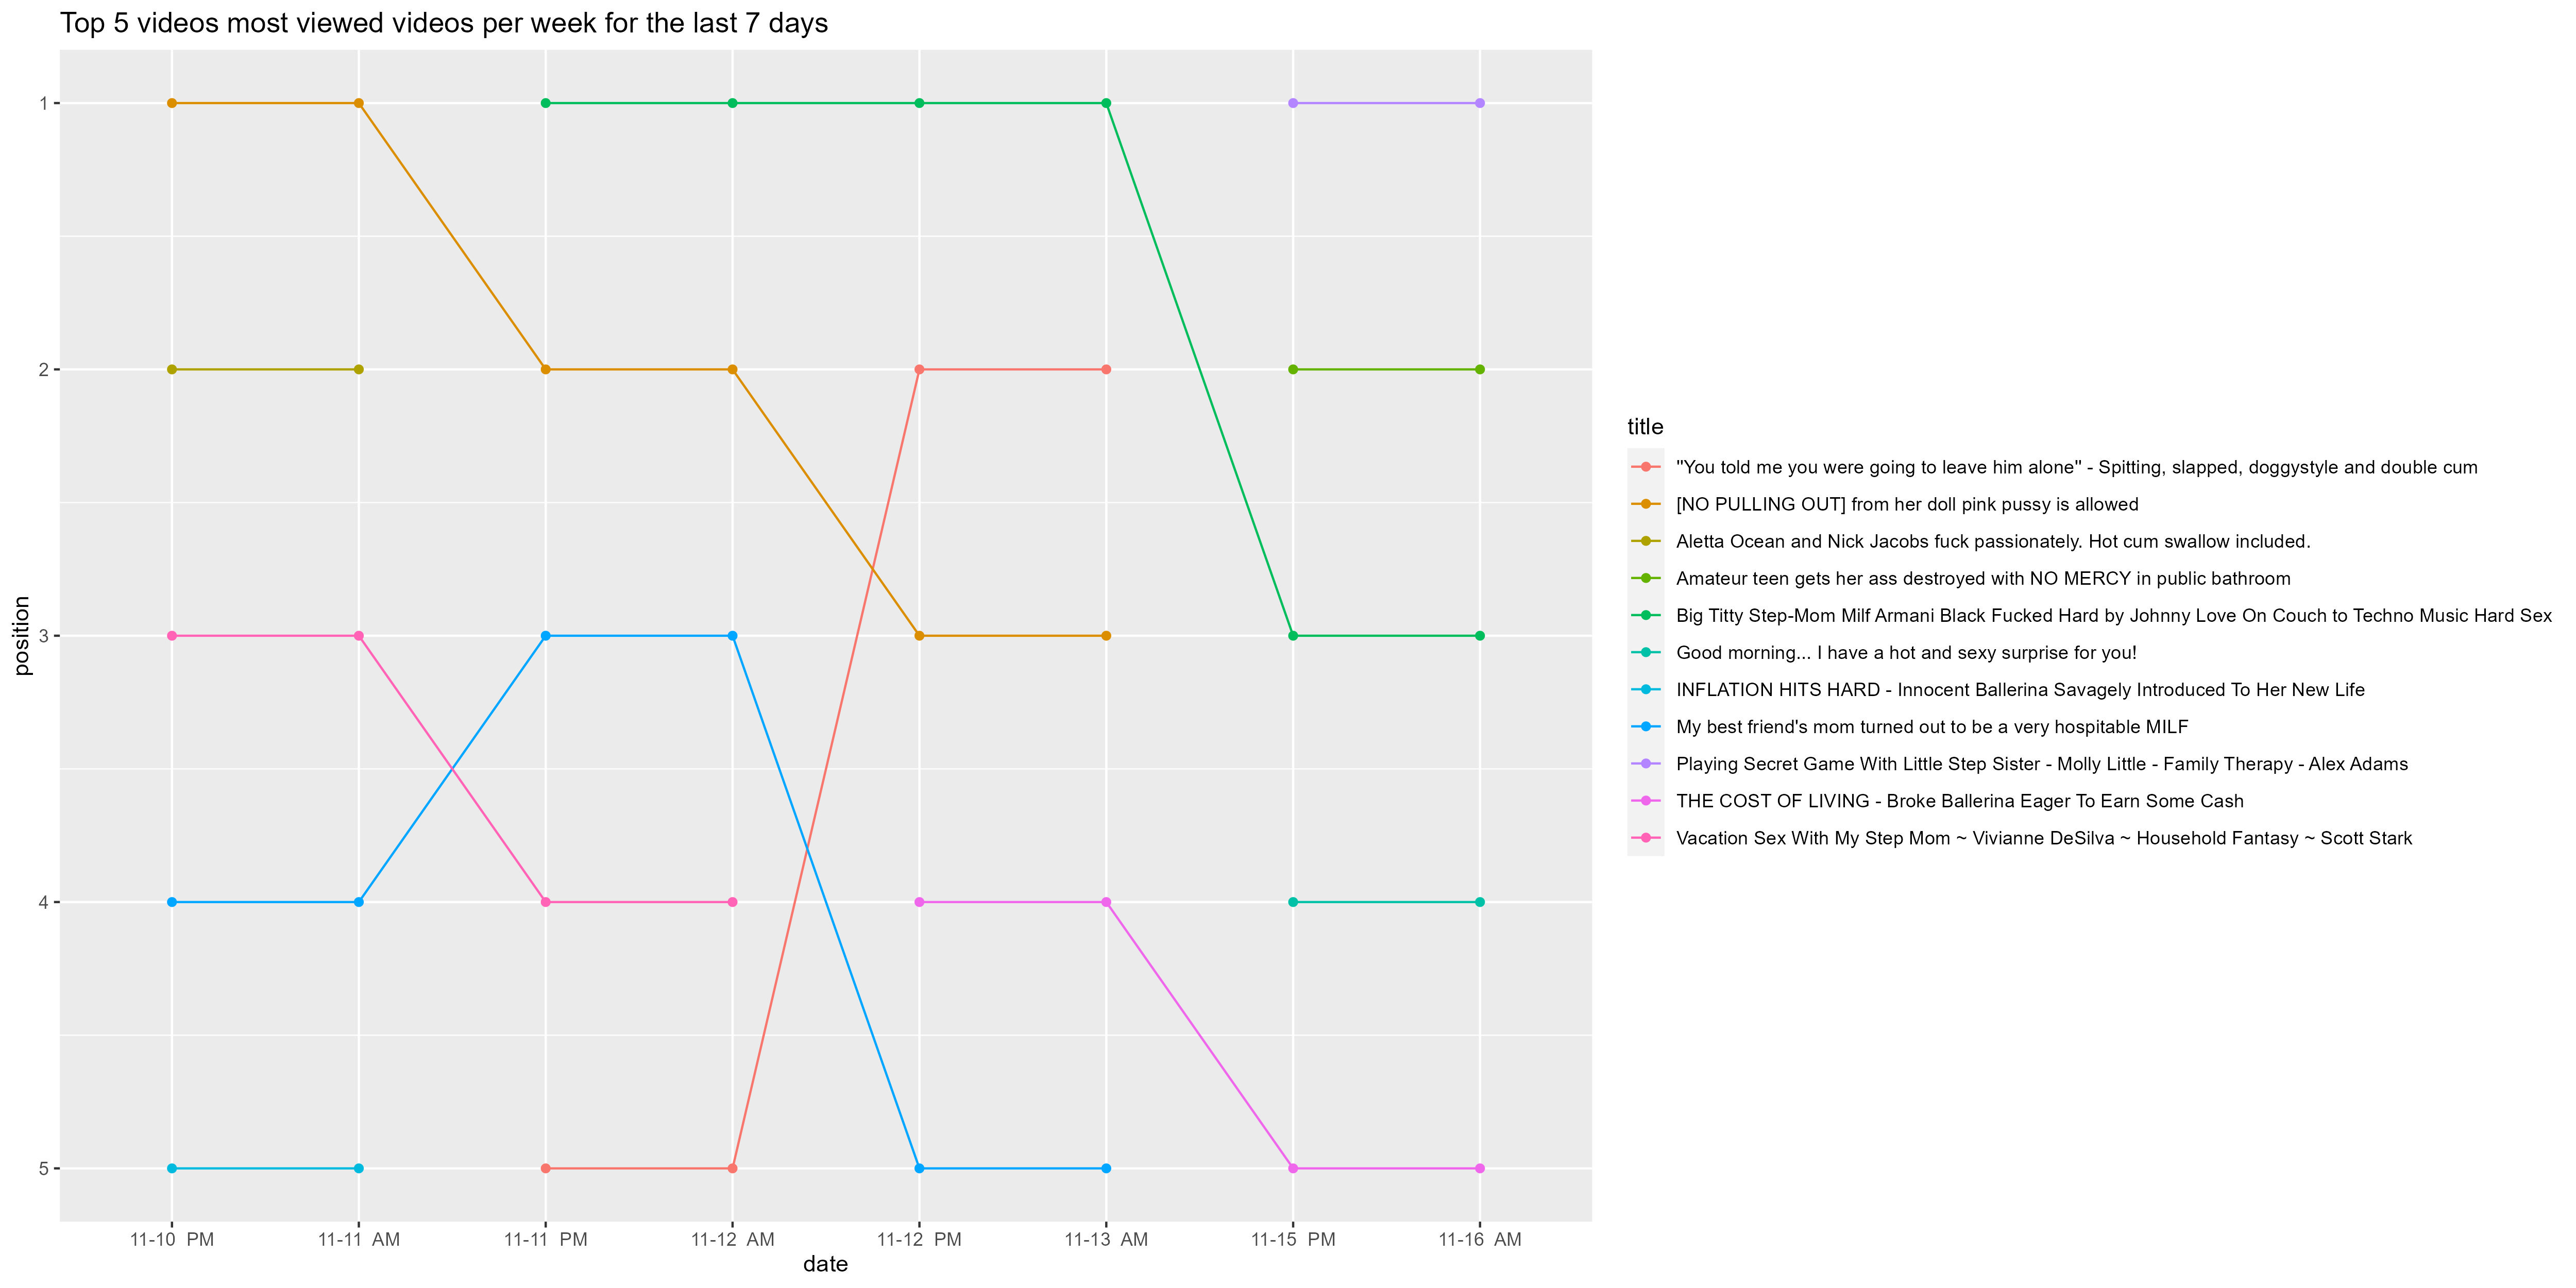 Top 5 videos most viewed videos per week for the last 7 days
1
2
3
4
5
position
11-10 PM
11-11 AM
11-11 PM
11-12 AM
11-12 PM
11-13 AM
11-15 PM
11-16 AM
date
title
"You told me you were going to leave him alone" - Spitting, slapped, doggystyle and double cum
[NO PULLING OUT] from her doll pink pussy is allowed
Aletta Ocean and Nick Jacobs fuck passionately. Hot cum swallow included.
Amateur teen gets her ass destroyed with NO MERCY in public bathroom
Big Titty Step-Mom Milf Armani Black Fucked Hard by Johnny Love On Couch to Techno Music Hard Sex
Good morning... I have a hot and sexy surprise for you!
INFLATION HITS HARD - Innocent Ballerina Savagely Introduced To Her New Life
My best friend's mom turned out to be a very hospitable MILF
Playing Secret Game With Little Step Sister - Molly Little - Family Therapy - Alex Adams
THE COST OF LIVING - Broke Ballerina Eager To Earn Some Cash
Vacation Sex With My Step Mom ~ Vivianne DeSilva ~ Household Fantasy ~ Scott Stark